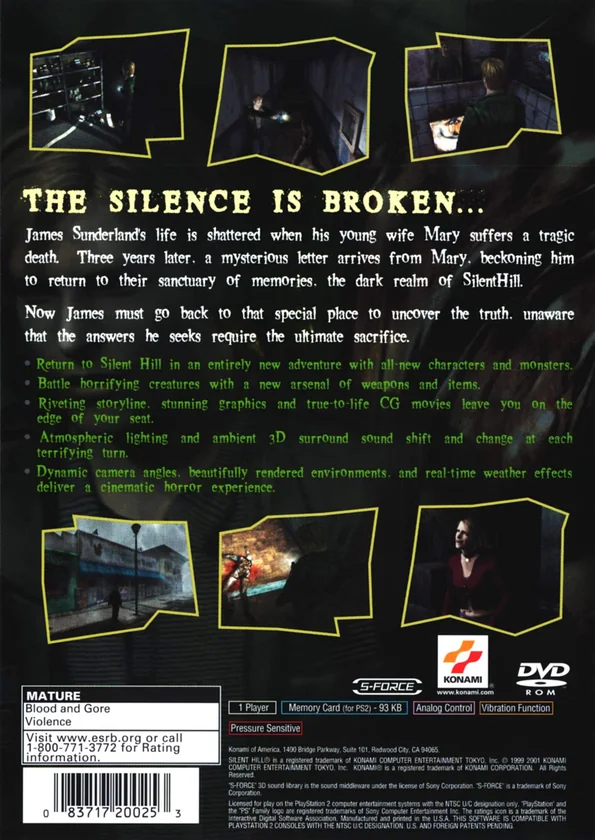 THE SILENCE IS BROKEN...
James Sunderland's life is shattered when his young wife Mary suffers a tragic
death. Three years later, a mysterious letter arrives from Mary, beckoning him
to return to their sanctuary of memories, the dark realm of SilentHill.
Now James must go back to that special place to uncover the truth, unaware
that the answers he seeks require the ultimate sacrifice.
• Return to Silent Hill in an entirely new adventure with all-new characters and monsters.
• Battle horrifying creatures with a new arsenal of weapons and items.
• Riveting storyline, stunning graphics and true-to-life CG movies leave you on the
edge of your seat.
• Atmospheric lighting and ambient 3D surround sound shift and change at each
terrifying turn.
• Dynamic camera angles, beautifully rendered environments, and real-time weather effects
deliver a cinematic horror experience.
S-FORCE
KONAMI
www.konami.com
DVD
ROM
MATURE
Blood and Gore
Violence
Visit www.esrb.org or call
1-800-771-3772 for Rating
information.
1 Player
Memory Card (for PS2) - 93 KB
Analog Control
Vibration Function
Pressure Sensitive
Konami of America, 1400 Bridge Parkway, Suite 101, Redwood City, CA 94065.
SILENT HILL® is a registered trademark of KONAMI COMPUTER ENTERTAINMENT TOKYO, Inc. © 1999 2001 KONAMI
COMPUTER ENTERTAINMENT TOKYO, Inc. KONAMI® is a registered trademark of KONAMI CORPORATION. All Rights
Reserved.
"S-FORCE" 3D sound library is the sound middleware under the license of Sony Corporation. "S-FORCE" is a trademark of Sony
Corporation.
Licensed for play on the PlayStation 2 computer entertainment systems with the NTSC U/C designation only. "PlayStation" and
the "PS" Family logo are registered trademarks of Sony Computer Entertainment Inc. The ratings icon is a trademark of the
Interactive Digital Software Association. Manufactured and printed in the U.S.A. THIS SOFTWARE IS COMPATIBLE WITH
PLAYSTATION 2 CONSOLES WITH THE NTSC U/C DESIGNATION. U.S. AND FOREIGN PATENTS PENDING.
0 83717 20025 3